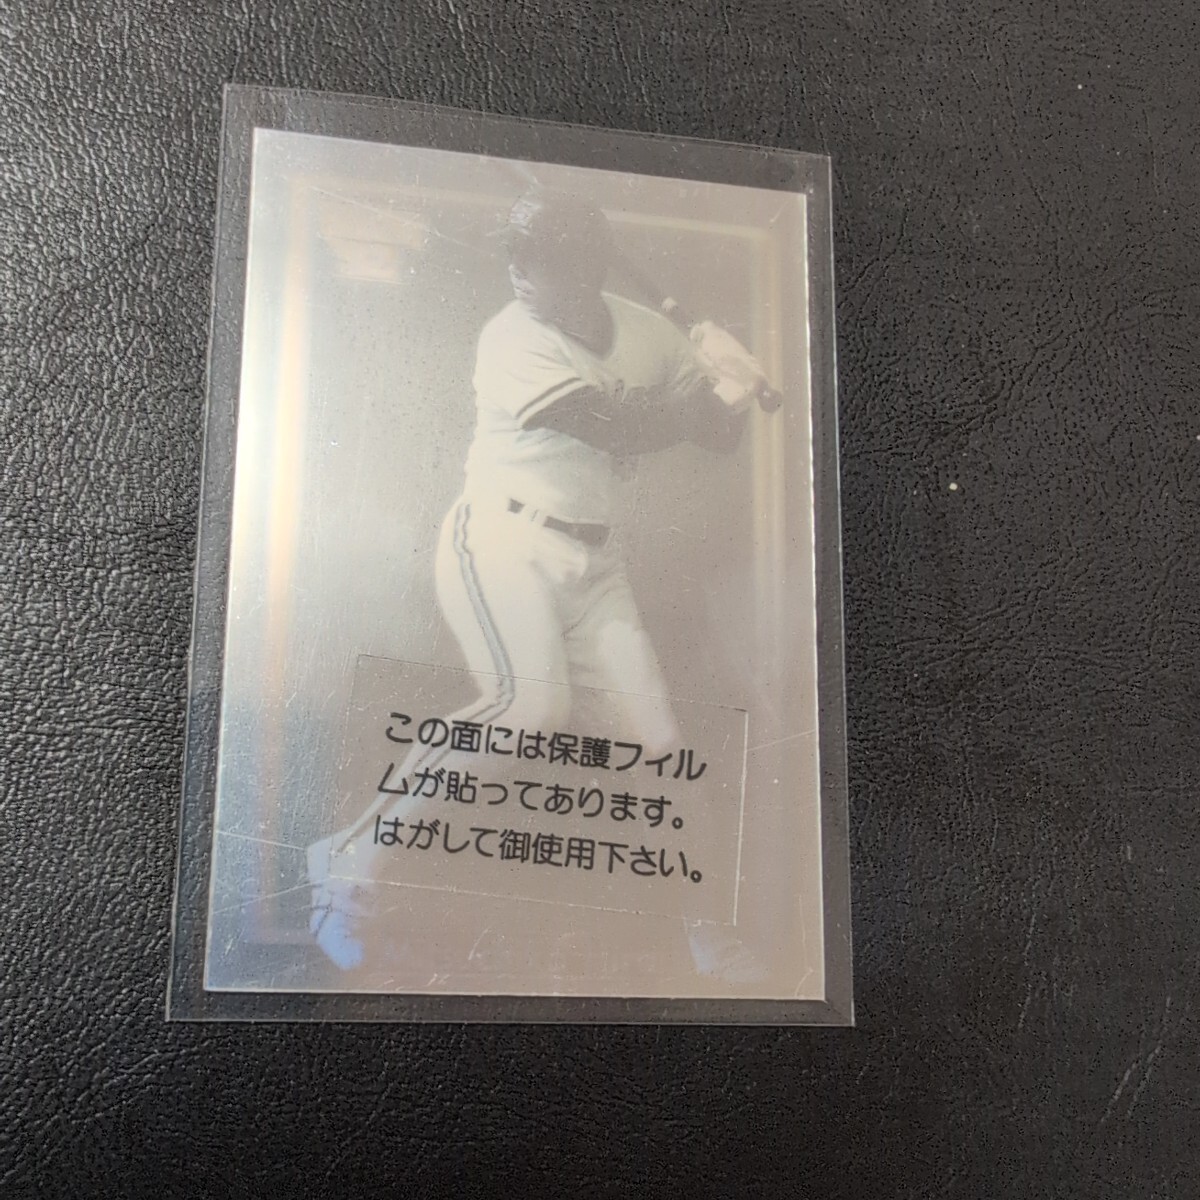 この面には保護フィル
ムが貼ってあります。
はがして御使用下さい。